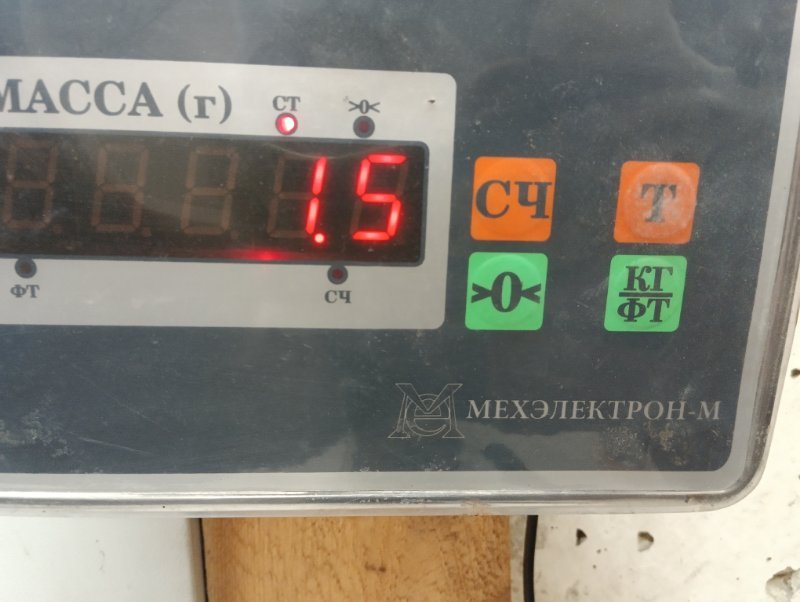 МАССА (г)
СТ
>0<
1.5
ФТ
СЧ
СЧ
Т
>0<
КГ
ФТ
МЕХЭЛЕКТРОН-М